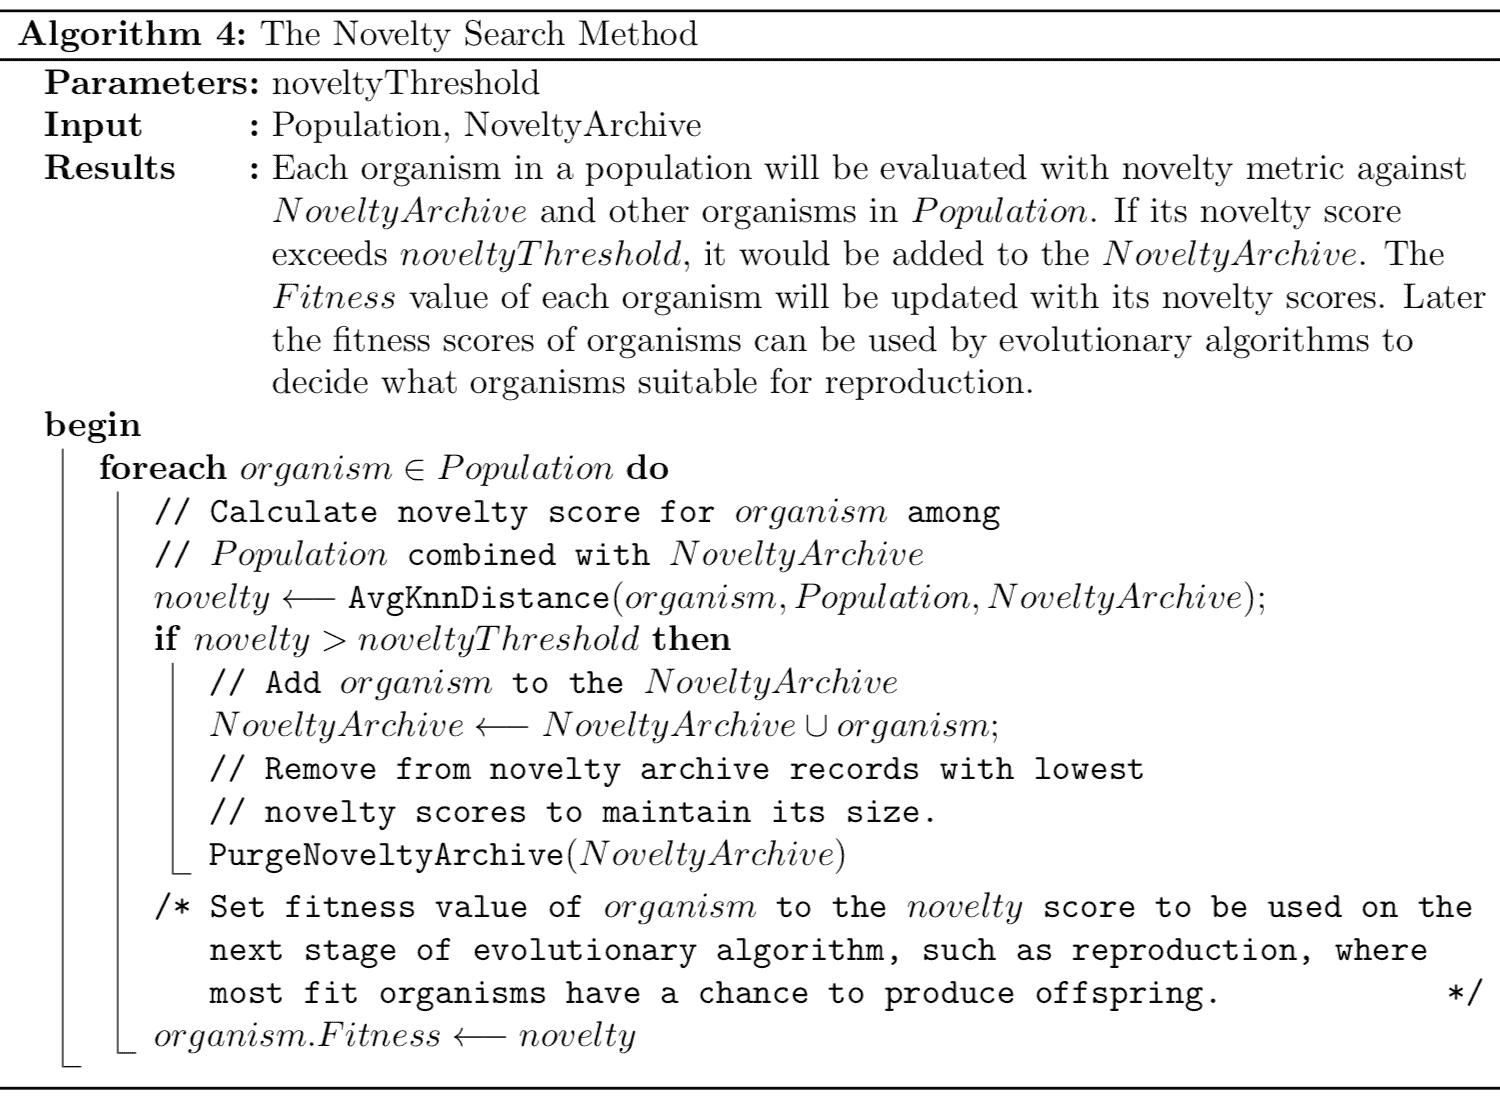 Algorithm 4: The Novelty Search Method
Parameters: noveltyThreshold
Input : Population, NoveltyArchive
Results : Each organism in a population will be evaluated with novelty metric against
NoveltyArchive and other organisms in Population. If its novelty score
exceeds noveltyThreshold, it would be added to the NoveltyArchive. The
Fitness value of each organism will be updated with its novelty scores. Later
the fitness scores of organisms can be used by evolutionary algorithms to
decide what organisms suitable for reproduction.
begin
foreach organism ∈ Population do
// Calculate novelty score for organism among
// Population combined with NoveltyArchive
novelty ⟵ AvgKnnDistance(organism, Population, NoveltyArchive);
if novelty > noveltyThreshold then
// Add organism to the NoveltyArchive
NoveltyArchive ⟵ NoveltyArchive ∪ organism;
// Remove from novelty archive records with lowest
// novelty scores to maintain its size.
PurgeNoveltyArchive(NoveltyArchive)
/* Set fitness value of organism to the novelty score to be used on the
next stage of evolutionary algorithm, such as reproduction, where
most fit organisms have a chance to produce offspring. */
organism.Fitness ⟵ novelty